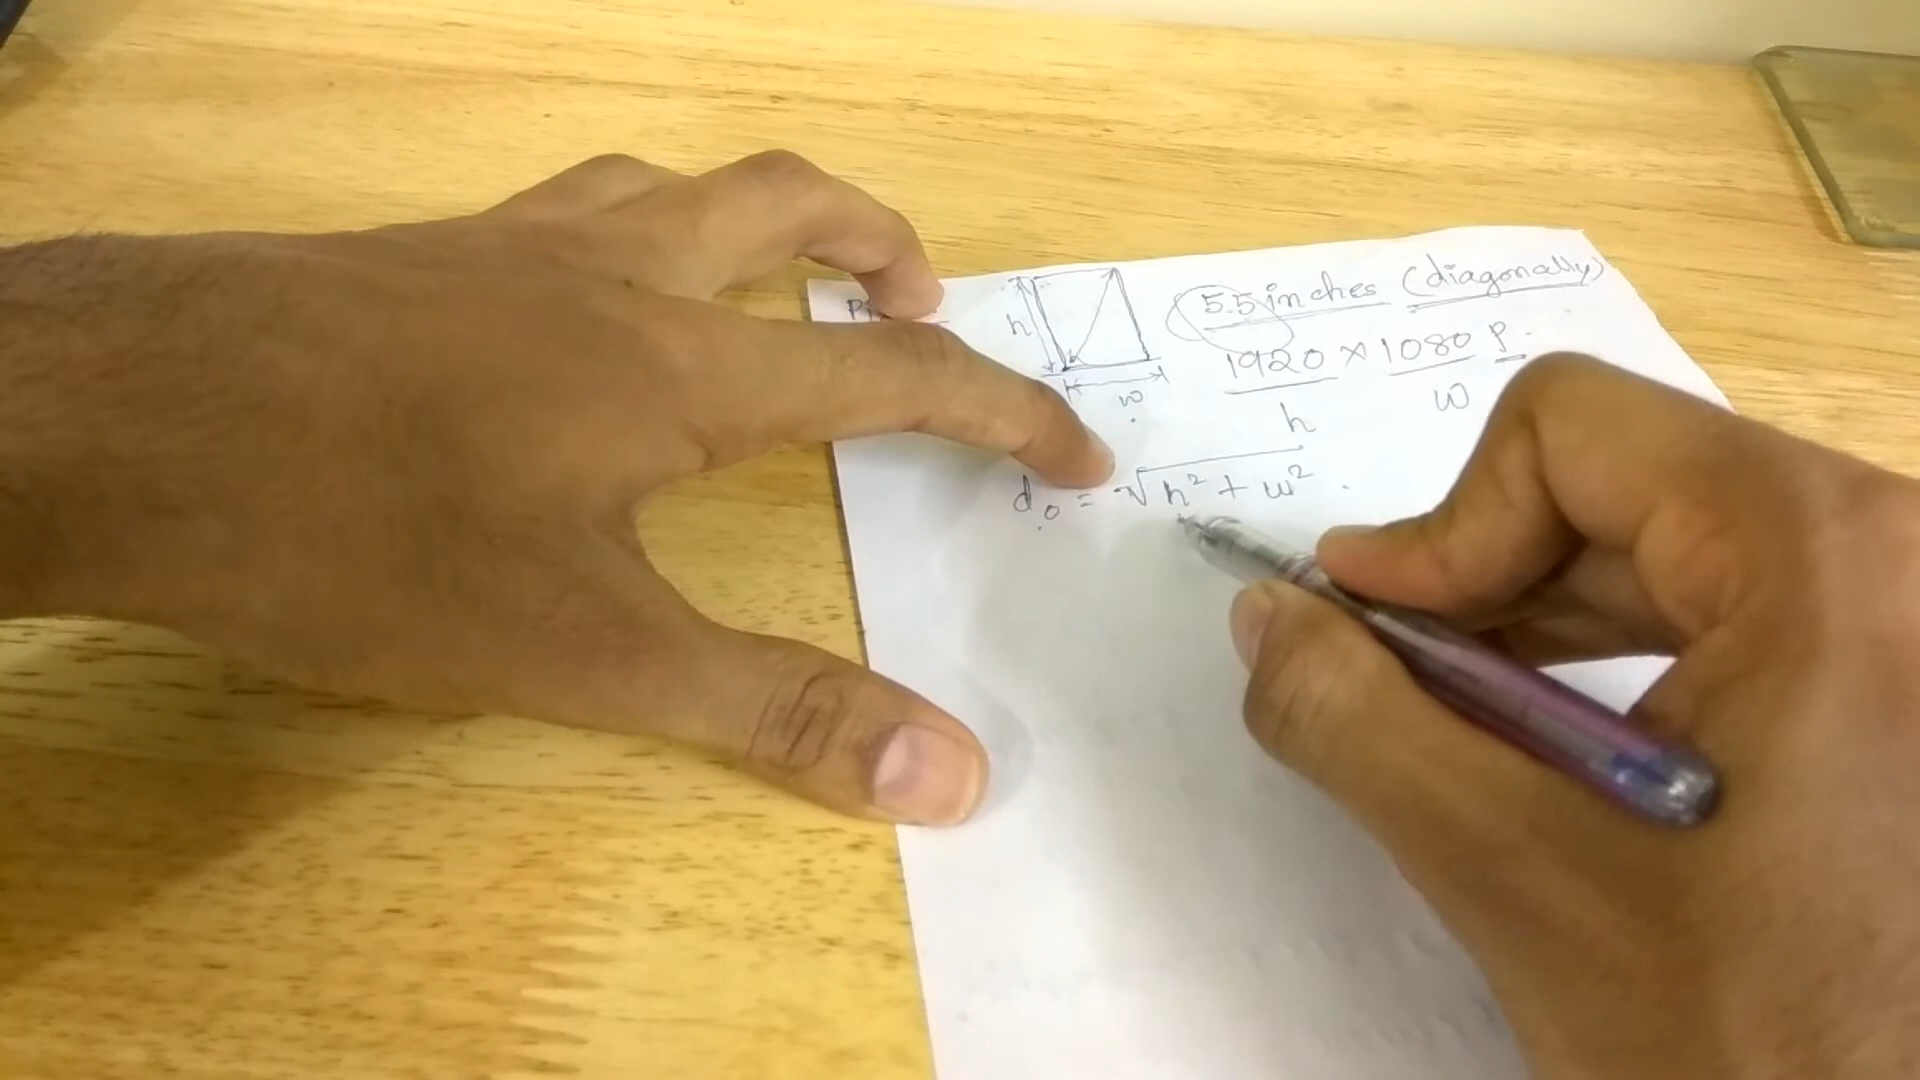 h
w
5.5 inches (diagonally)
1920 × 1080 P.
h w
d₀ = √h² + w²